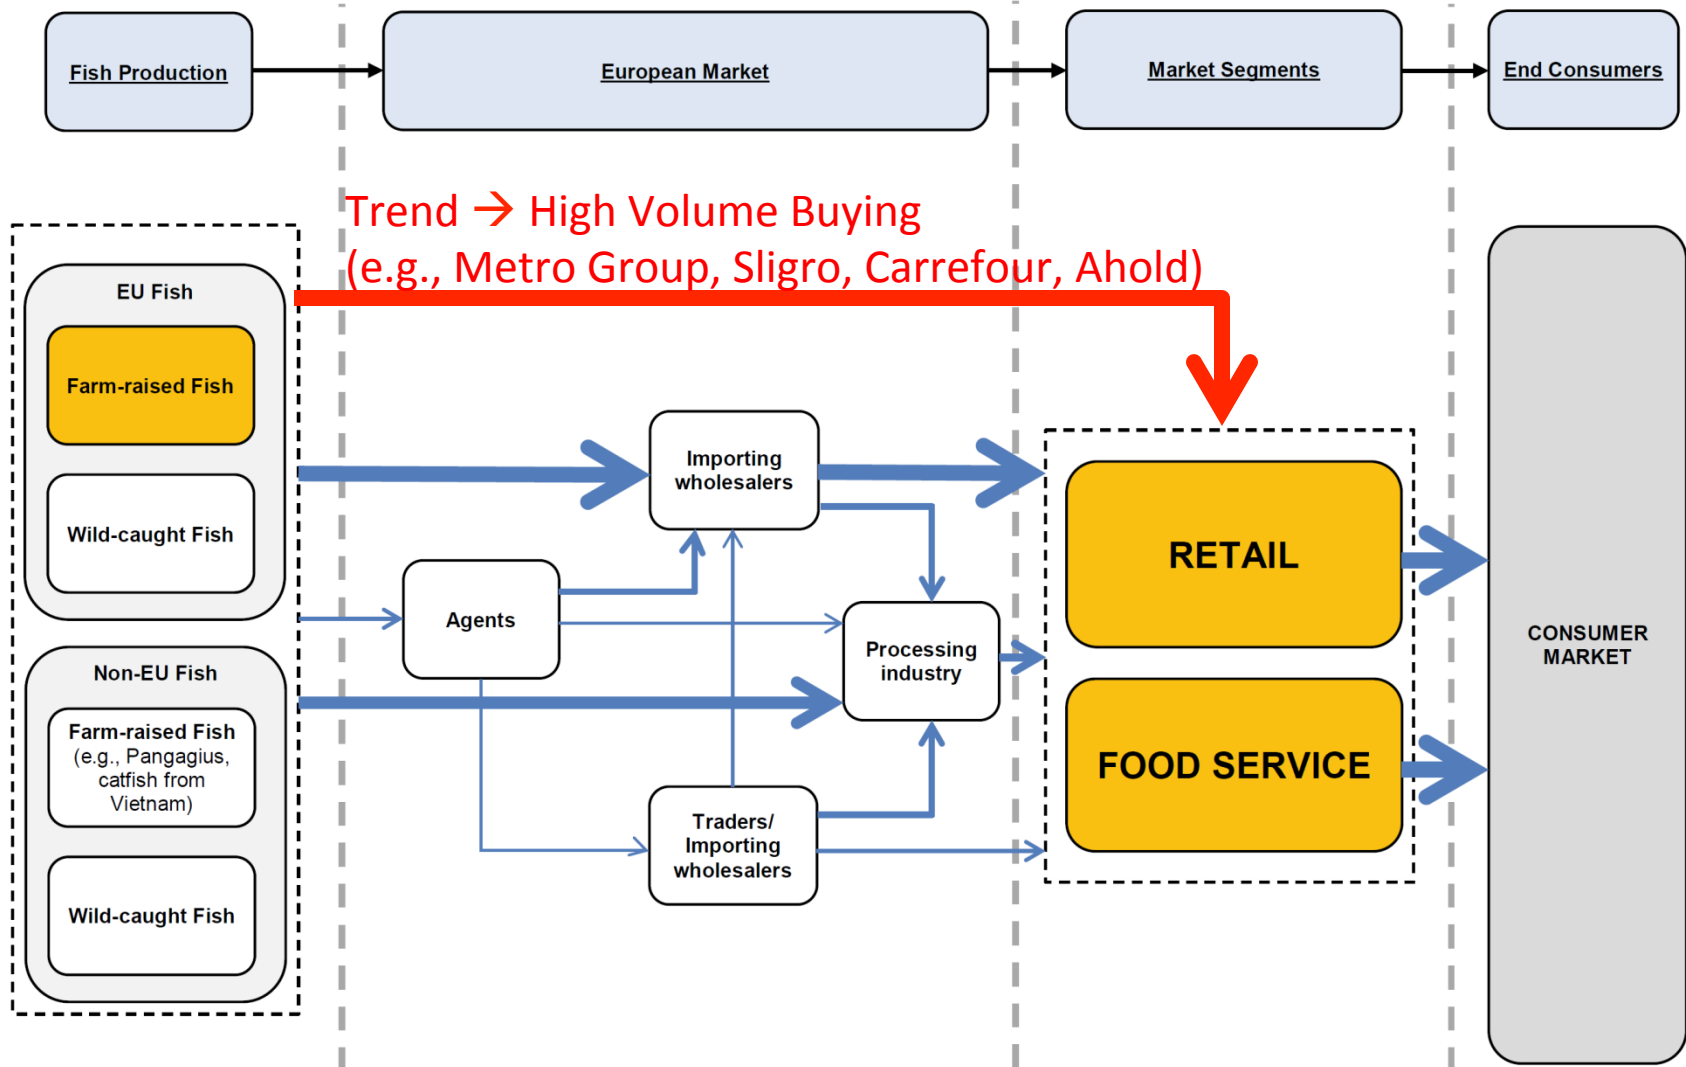 Fish Production
European Market
Market Segments
End Consumers
Trend → High Volume Buying
(e.g., Metro Group, Sligro, Carrefour, Ahold)
EU Fish
Farm-raised Fish
Wild-caught Fish
Non-EU Fish
Farm-raised Fish
(e.g., Pangagius,
catfish from
Vietnam)
Wild-caught Fish
Agents
Importing
wholesalers
Processing
industry
Traders/
Importing
wholesalers
RETAIL
FOOD SERVICE
CONSUMER
MARKET